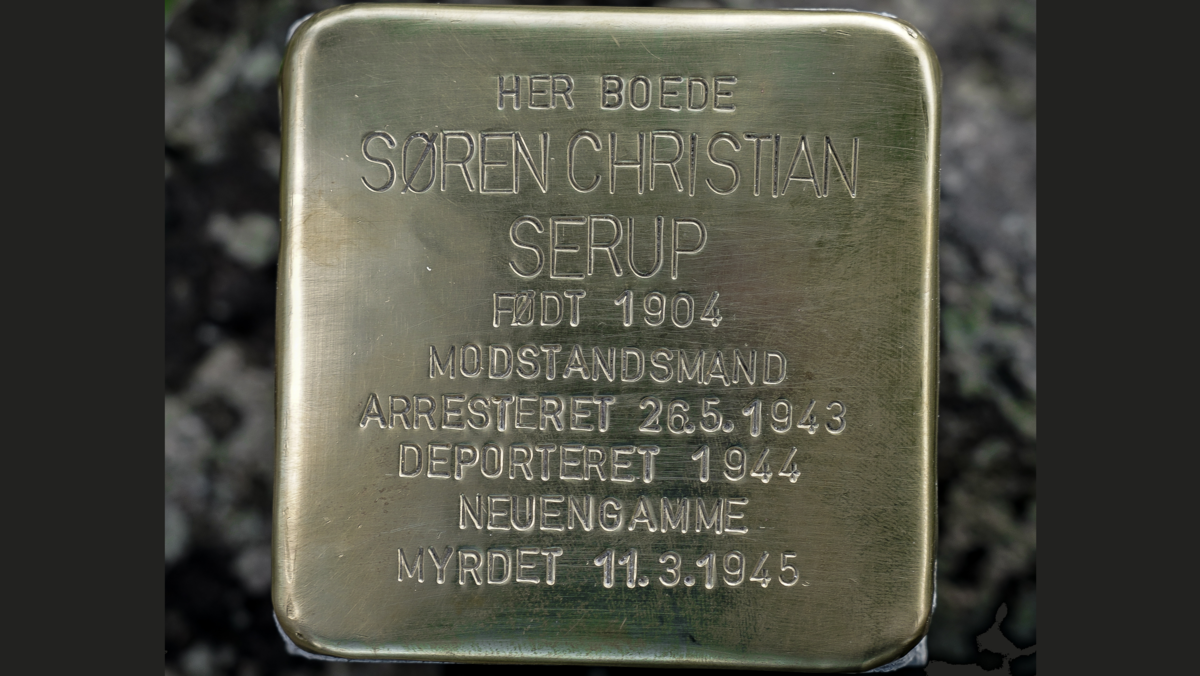 HER BOEDE
SØREN CHRISTIAN
SERUP
FØDT 1904
MODSTANDSMAND
ARRESTERET 26.5.1943
DEPORTERET 1944
NEUENGAMME
MYRDET 11.3.1945